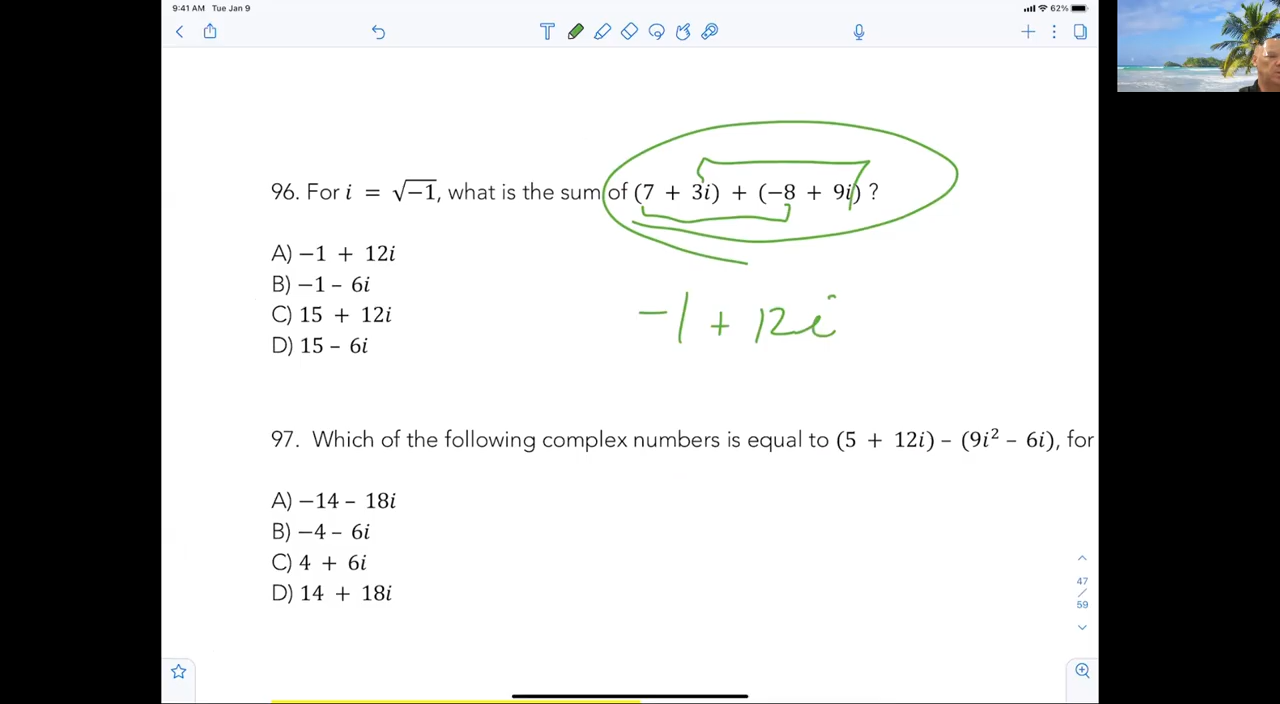 9:41 AM Tue Jan 9
62%
96. For i = √−1, what is the sum of (7 + 3i) + (−8 + 9i) ?
A) −1 + 12i
B) −1 – 6i
C) 15 + 12i
D) 15 – 6i
−1 + 12i
97. Which of the following complex numbers is equal to (5 + 12i) – (9i² – 6i), for
A) −14 – 18i
B) −4 – 6i
C) 4 + 6i
D) 14 + 18i
47
/
59